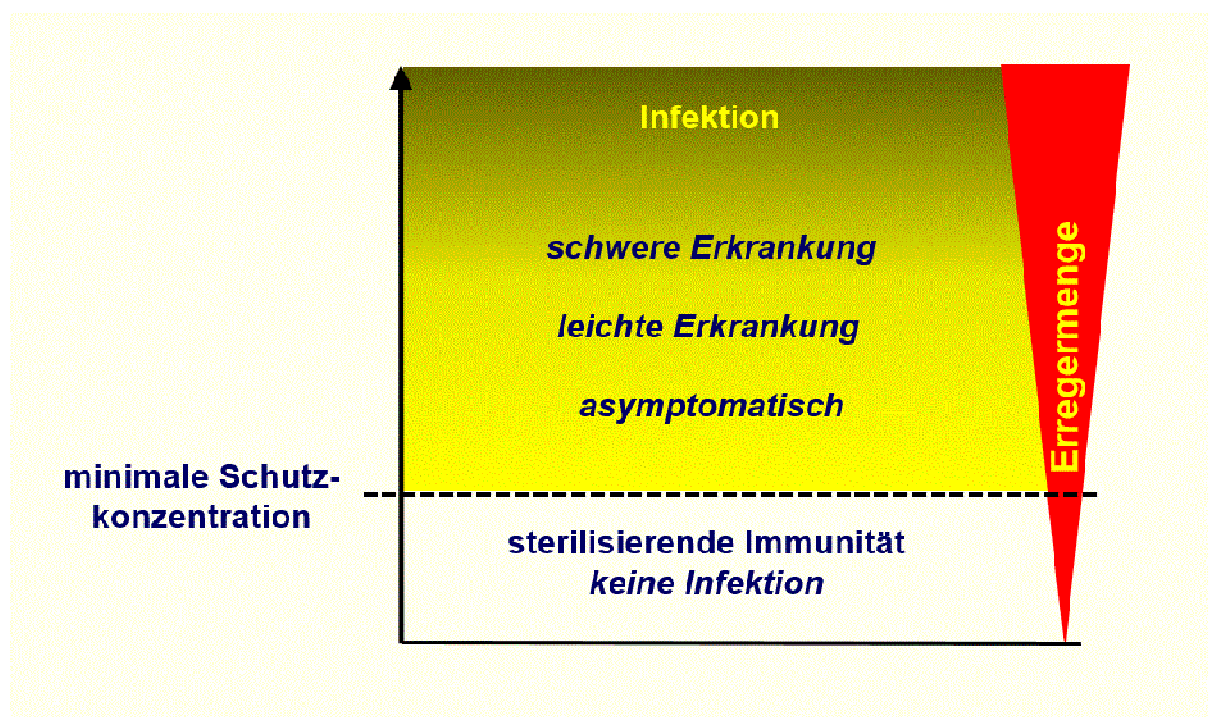 Infektion
schwere Erkrankung
leichte Erkrankung
asymptomatisch
Erregermenge
minimale Schutz-
konzentration
sterilisierende Immunität
keine Infektion